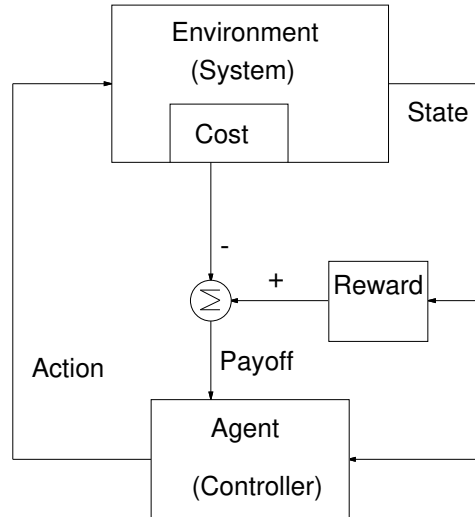 Environment
(System)
Cost
State
-
+
Reward
Σ
Payoff
Action
Agent
(Controller)